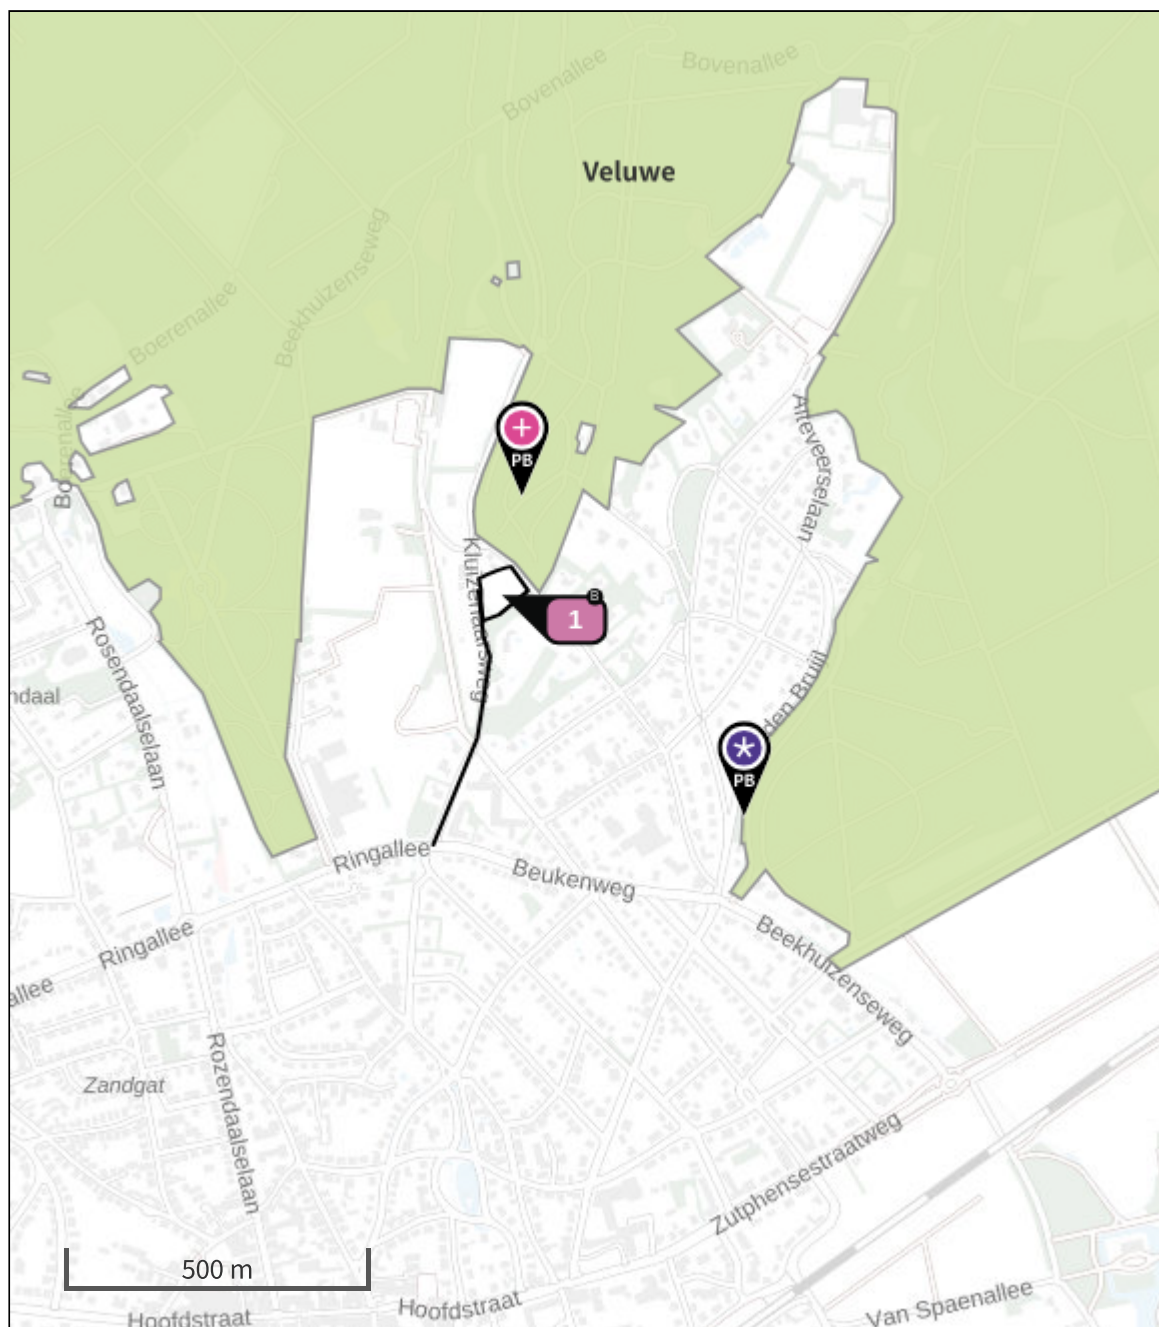 Bovenallee
Bovenallee
Veluwe
Beekhuizenseweg
Boerenallee
Boerenallee
+
PB
Alteveerselaan
Kluizenaarsweg
B
1
Rosendaalselaan
ndaal
den Bruijl
*
PB
Ringallee
Beukenweg
Beekhuizenseweg
Ringallee
allee
Rozendaalselaan
Zandgat
Zutphensestraatweg
500 m
Hoofdstraat
Hoofdstraat
Van Spaenallee